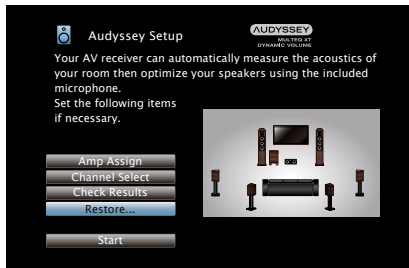 Audyssey Setup
AUDYSSEY
MULTEQ XT
DYNAMIC VOLUME
Your AV receiver can automatically measure the acoustics of
your room then optimize your speakers using the included
microphone.
Set the following items
if necessary.
Amp Assign
Channel Select
Check Results
Restore...
Start